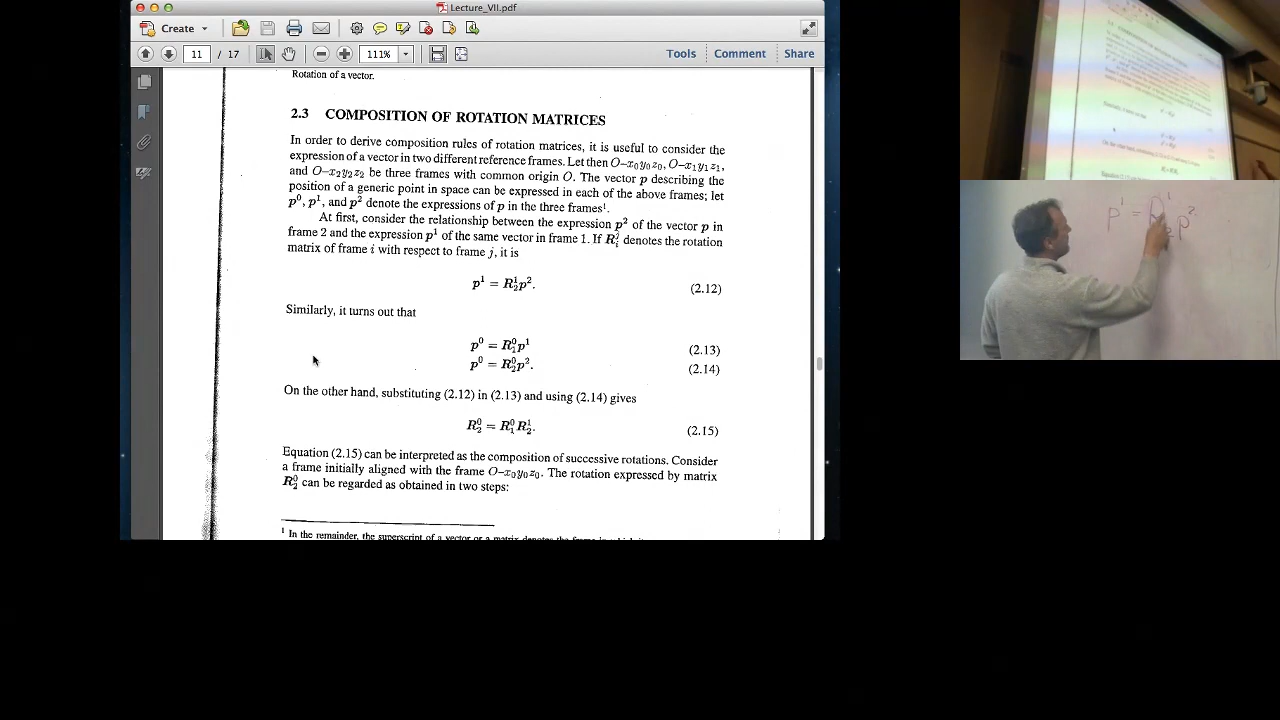 Lecture_VII.pdf
Create
11 / 17
111%
Tools
Comment
Share
Rotation of a vector.
2.3 COMPOSITION OF ROTATION MATRICES
In order to derive composition rules of rotation matrices, it is useful to consider the
expression of a vector in two different reference frames. Let then O–x₀y₀z₀, O–x₁y₁z₁,
and O–x₂y₂z₂ be three frames with common origin O. The vector p describing the
position of a generic point in space can be expressed in each of the above frames; let
p⁰, p¹, and p² denote the expressions of p in the three frames¹.
At first, consider the relationship between the expression p² of the vector p in
frame 2 and the expression p¹ of the same vector in frame 1. If Rᵢʲ denotes the rotation
matrix of frame i with respect to frame j, it is
p¹ = R₂¹p². (2.12)
Similarly, it turns out that
p⁰ = R₁⁰p¹ (2.13)
p⁰ = R₂⁰p². (2.14)
On the other hand, substituting (2.12) in (2.13) and using (2.14) gives
R₂⁰ = R₁⁰R₂¹. (2.15)
Equation (2.15) can be interpreted as the composition of successive rotations. Consider
a frame initially aligned with the frame O–x₀y₀z₀. The rotation expressed by matrix
R₂⁰ can be regarded as obtained in two steps:
¹ In the remainder, the superscript of a vector or a matrix denotes the frame in which
p¹ = R₂¹ p²